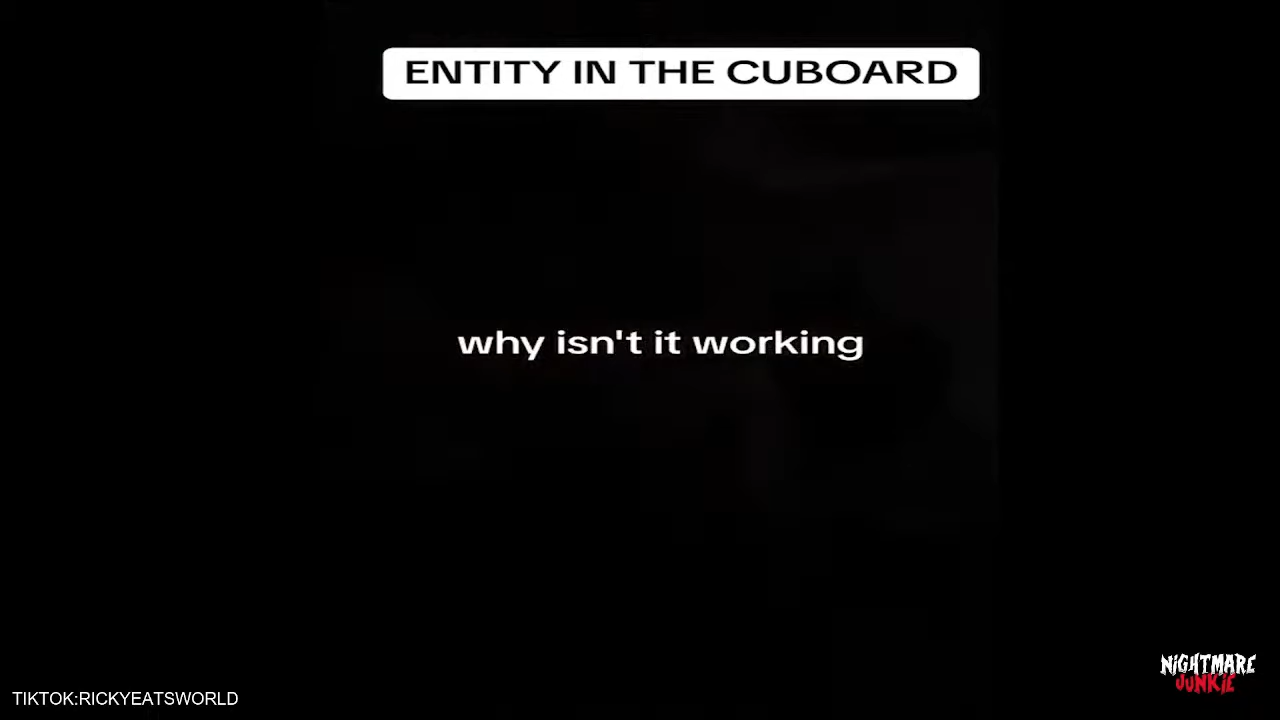 ENTITY IN THE CUBOARD
why isn't it working
TIKTOK:RICKYEATSWORLD
NIGHTMARE
JUNKIE